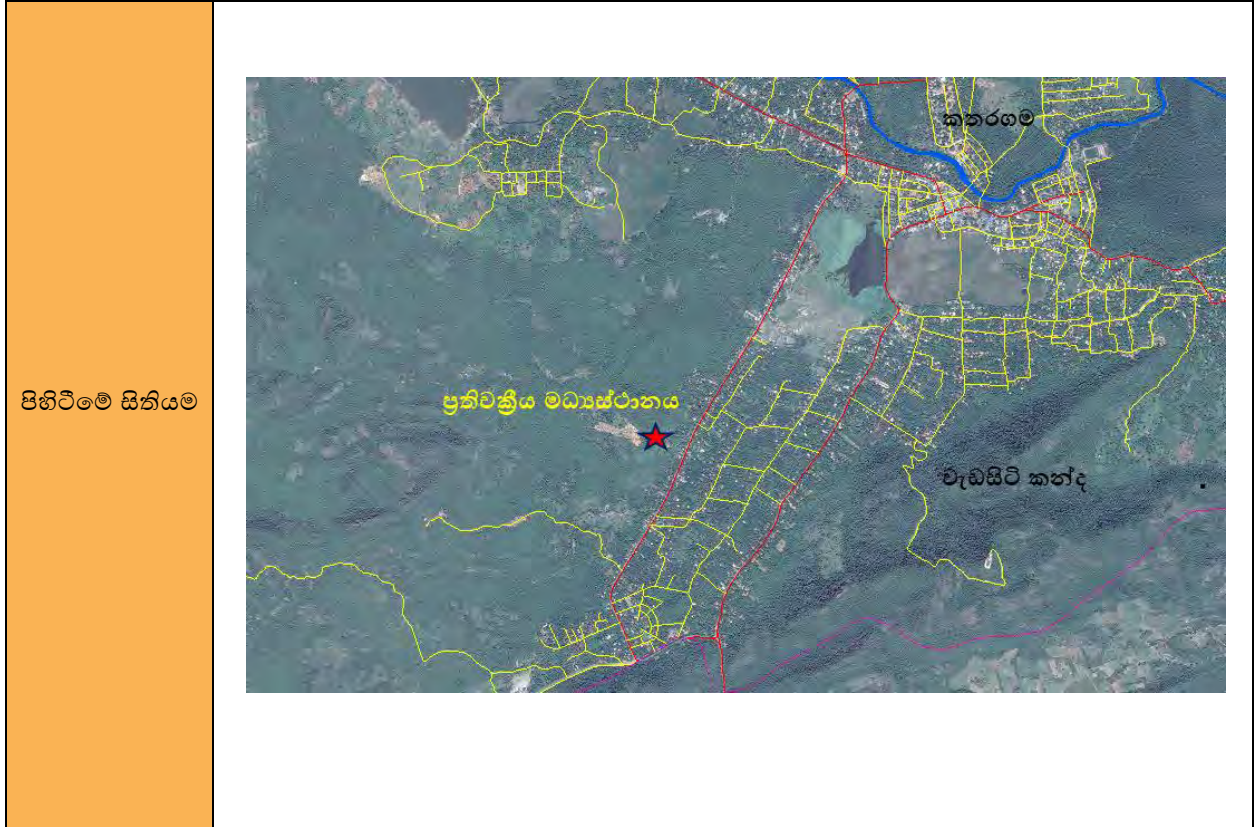 පිහිටීමේ සිතියම
කතරගම
ප්‍රතිචක්‍රීය මධ්‍යස්ථානය
වැඩසිටි කන්ද